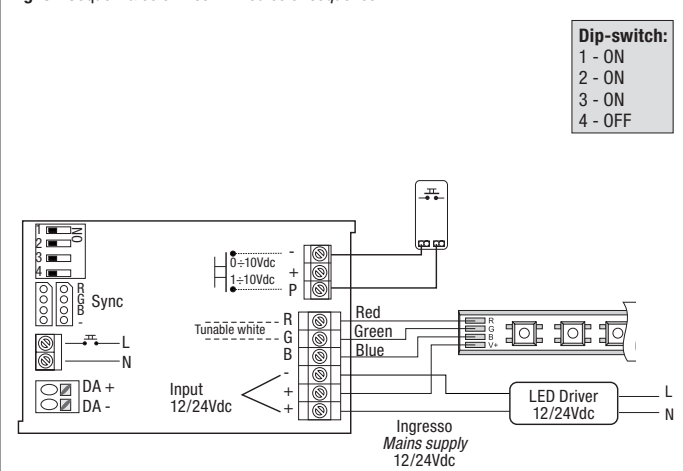 Dip-switch:
1 - ON
2 - ON
3 - ON
4 - OFF
1
2
3
4
ON
R
G
B
-
Sync
L
N
DA +
DA -
-
0÷10Vdc
+
1÷10Vdc
P
Tunable white
R
G
B
-
+
+
Input
12/24Vdc
Red
Green
Blue
R
G
B
V+
LED Driver
12/24Vdc
L
N
Ingresso
Mains supply
12/24Vdc